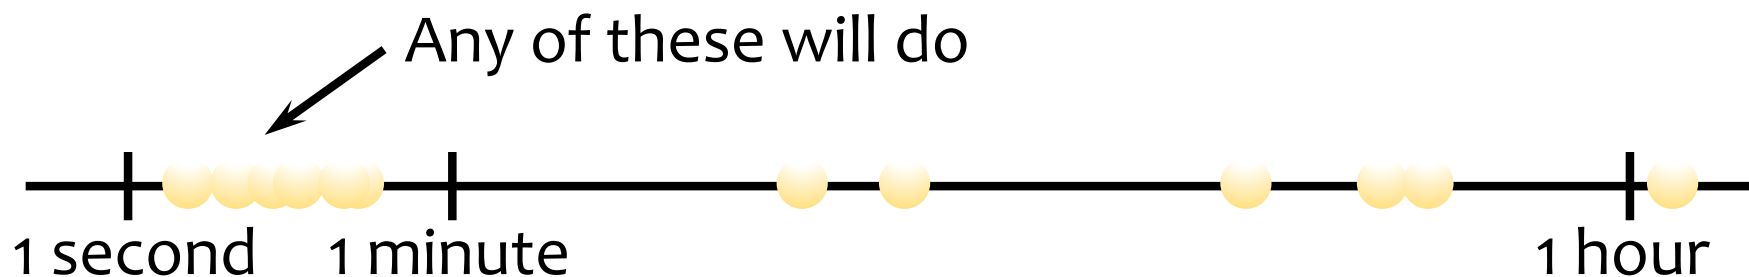 Any of these will do
1 second 1 minute 1 hour